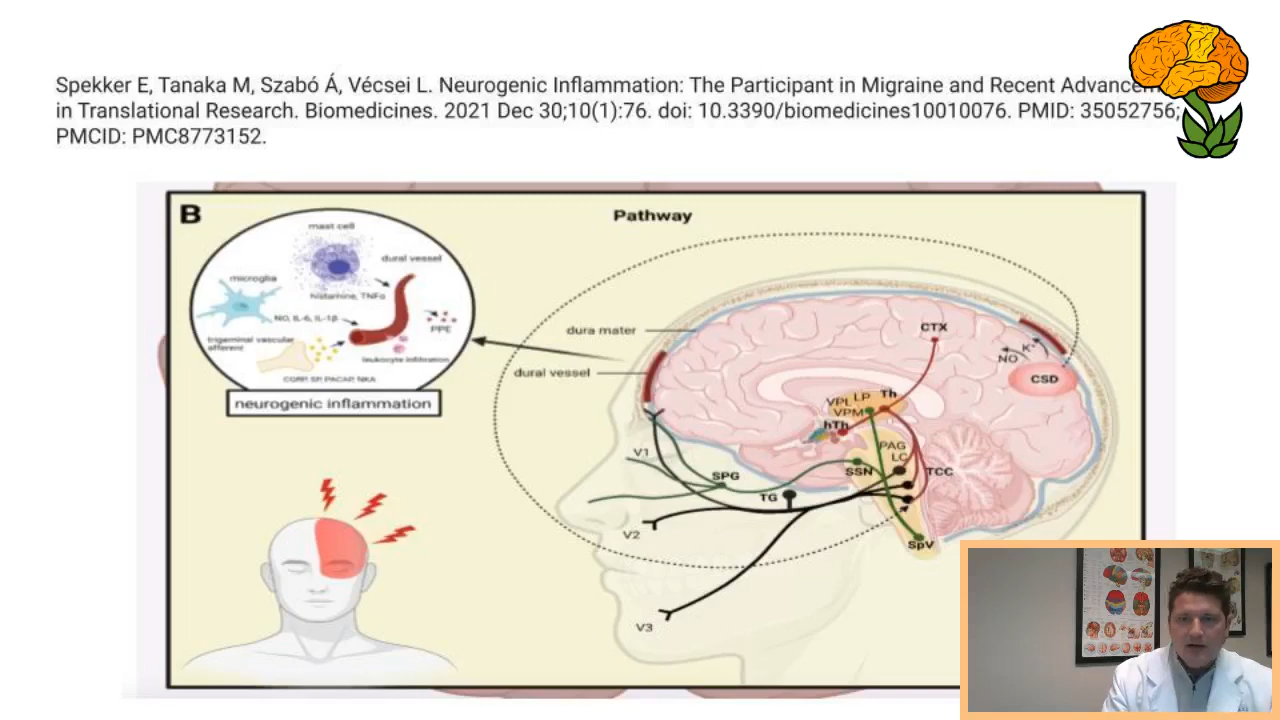 Spekker E, Tanaka M, Szabó Á, Vécsei L. Neurogenic Inflammation: The Participant in Migraine and Recent
in Translational Research. Biomedicines. 2021 Dec 30;10(1):76. doi: 10.3390/biomedicines10010076. PMID: 35052756;
PMCID: PMC8773152.
B
Pathway
mast cell
dural vessel
microglia
histamine, TNFα
NO, IL-6, IL-1β
PPE
trigeminal vascular
afferent
leukocyte infiltration
CGRP, SP, PACAP, NKA
neurogenic inflammation
dura mater
dural vessel
CTX
K+
NO
CSD
VPL LP Th
VPM
hTh
PAG
LC
V1
SPG
SSN
TCC
TG
V2
SpV
V3